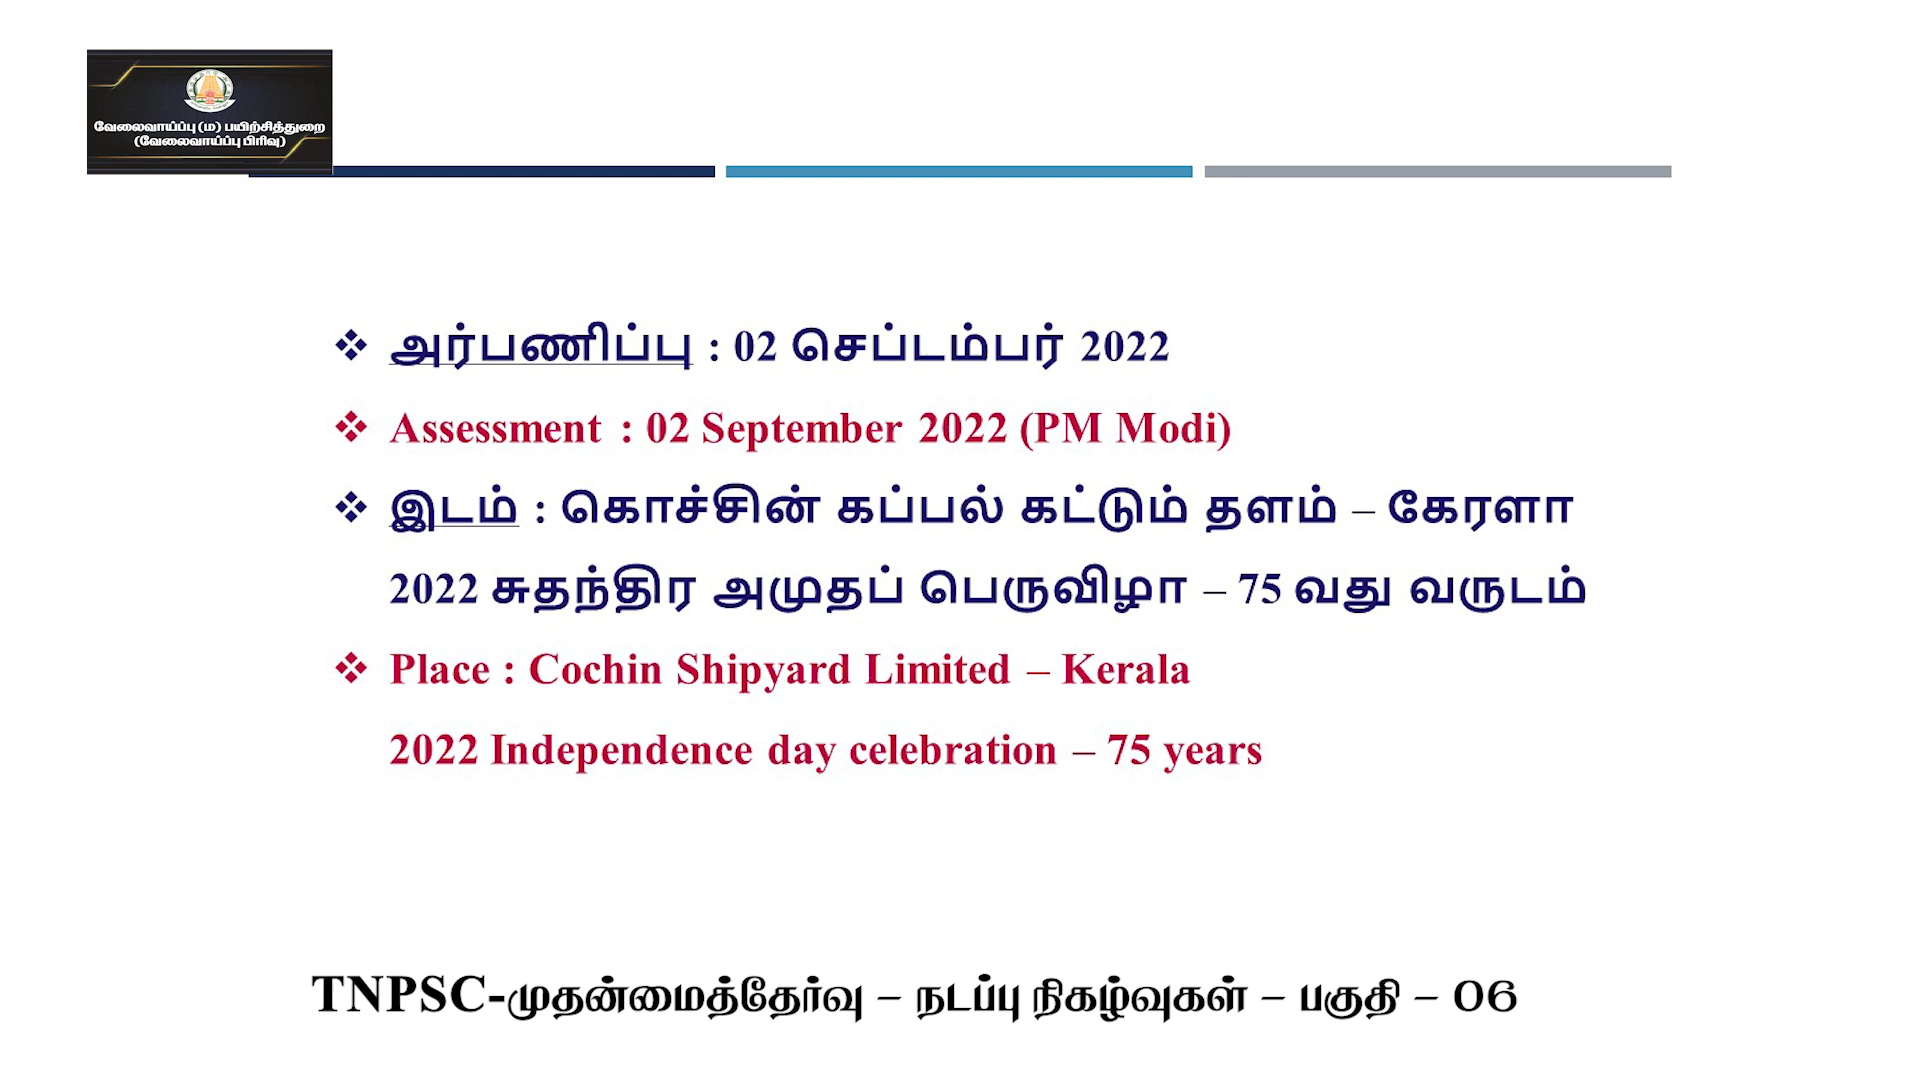 வேலைவாய்ப்பு (ம) பயிற்சித்துறை
(வேலைவாய்ப்பு பிரிவு)
❖ அர்பணிப்பு : 02 செப்டம்பர் 2022
❖ Assessment : 02 September 2022 (PM Modi)
❖ இடம் : கொச்சின் கப்பல் கட்டும் தளம் – கேரளா
2022 சுதந்திர அமுதப் பெருவிழா – 75 வது வருடம்
❖ Place : Cochin Shipyard Limited – Kerala
2022 Independence day celebration – 75 years
TNPSC-முதன்மைத்தேர்வு – நடப்பு நிகழ்வுகள் – பகுதி – 06